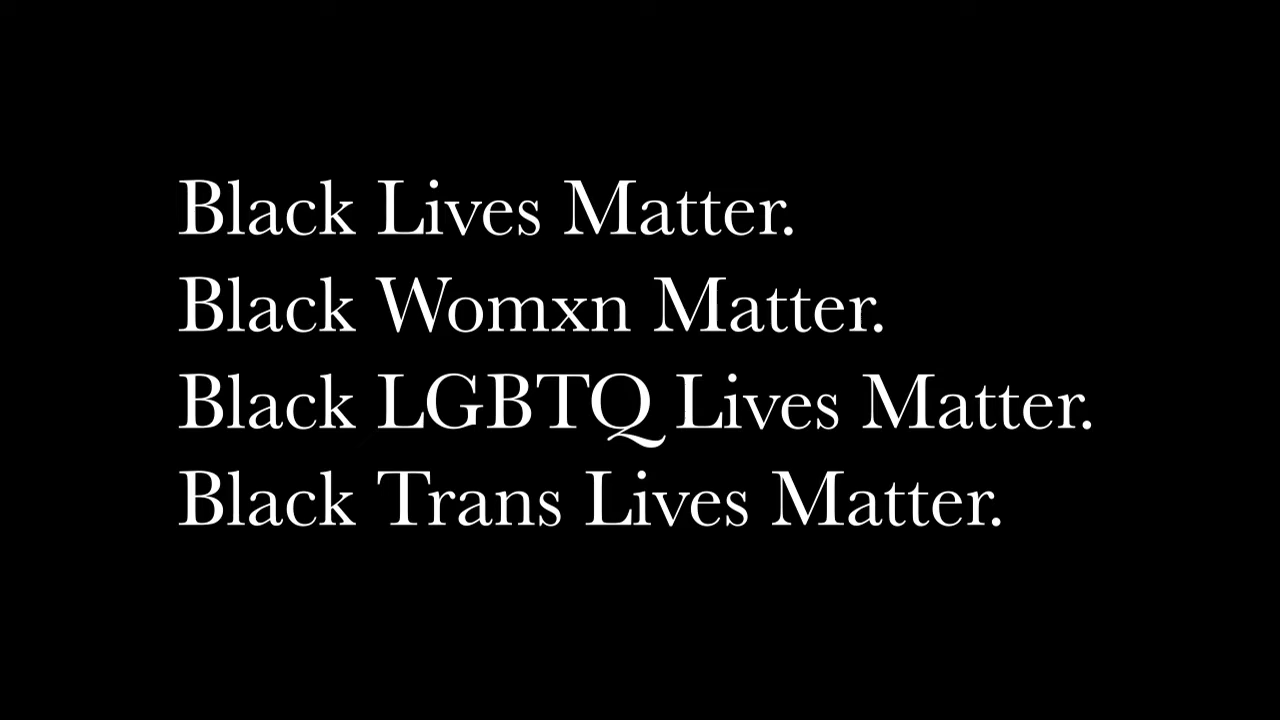 Black Lives Matter.
Black Womxn Matter.
Black LGBTQ Lives Matter.
Black Trans Lives Matter.